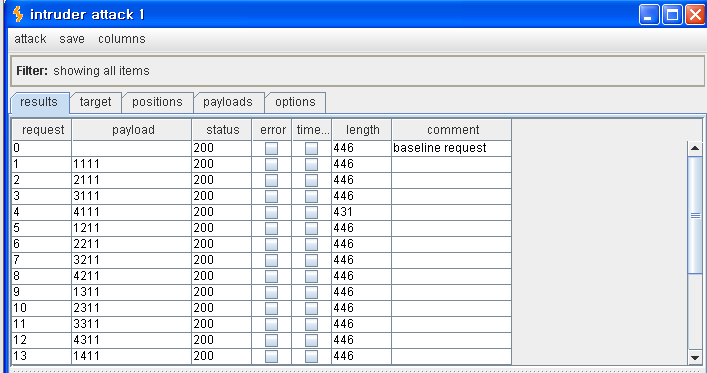 intruder attack 1
attack save columns
Filter: showing all items
results target positions payloads options
request payload status error time... length comment
0 200 446 baseline request
1 1111 200 446
2 2111 200 446
3 3111 200 446
4 4111 200 431
5 1211 200 446
6 2211 200 446
7 3211 200 446
8 4211 200 446
9 1311 200 446
10 2311 200 446
11 3311 200 446
12 4311 200 446
13 1411 200 446